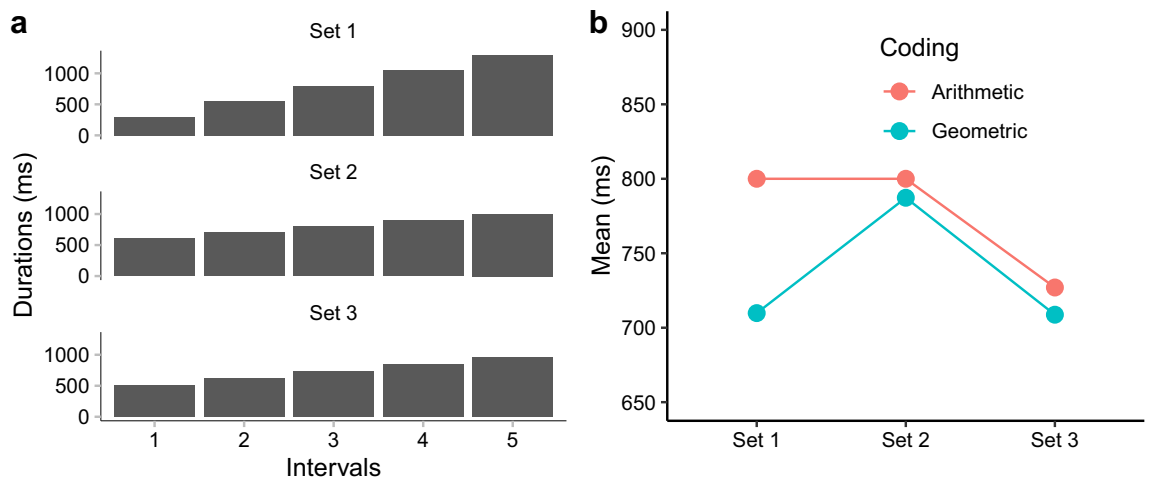 a
Set 1
1000
500
0
Set 2
1000
500
0
Set 3
1000
500
0
1 2 3 4 5
Intervals
Durations (ms)
b
900
850
800
750
700
650
Mean (ms)
Coding
Arithmetic
Geometric
Set 1 Set 2 Set 3